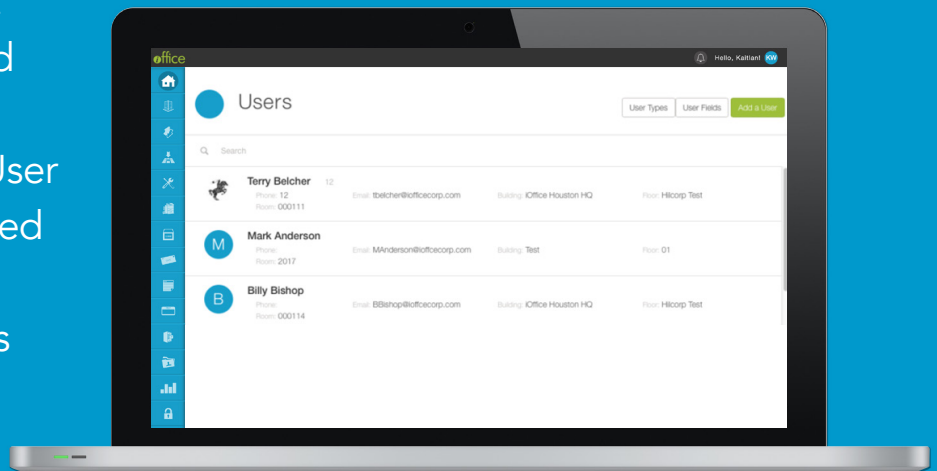 d
User
ed
s
office
Hello, Kaitlan! KW
Users
User Types User Fields Add a User
Search
Terry Belcher 12
Phone: 12 Email: tbelcher@iofficecorp.com Building: iOffice Houston HQ Floor: Hilcorp Test
Room: 000111
M Mark Anderson
Phone: Email: MAnderson@ioffcecorp.com Building: Test Floor: 01
Room: 2017
B Billy Bishop
Phone: Email: BBishop@ioffcecorp.com Building: iOffice Houston HQ Floor: Hilcorp Test
Room: 000114